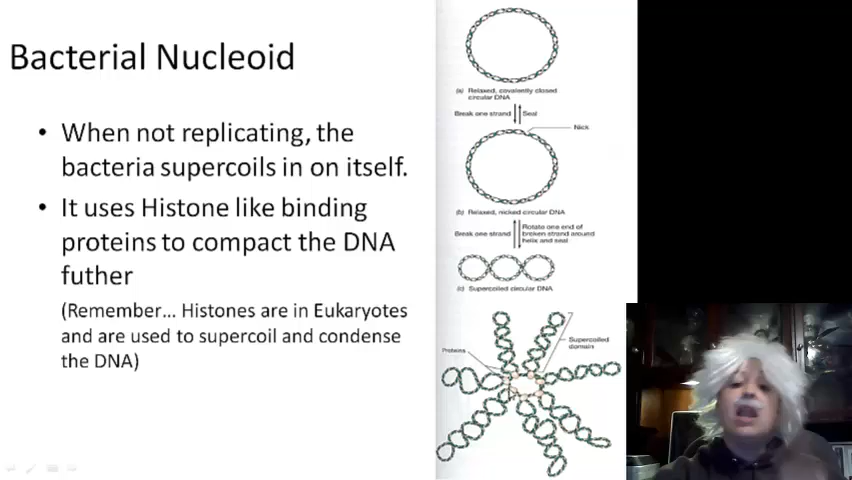 Bacterial Nucleoid
• When not replicating, the
bacteria supercoils in on itself.
• It uses Histone like binding
proteins to compact the DNA
futher
(Remember... Histones are in Eukaryotes
and are used to supercoil and condense
the DNA)
(a) Relaxed, covalently closed
circular DNA
Break one strand
Seal
Nick
(b) Relaxed, nicked circular DNA
Break one strand
Rotate one end of
broken strand around
helix and seal
(c) Supercoiled circular DNA
Proteins
Supercoiled
domain